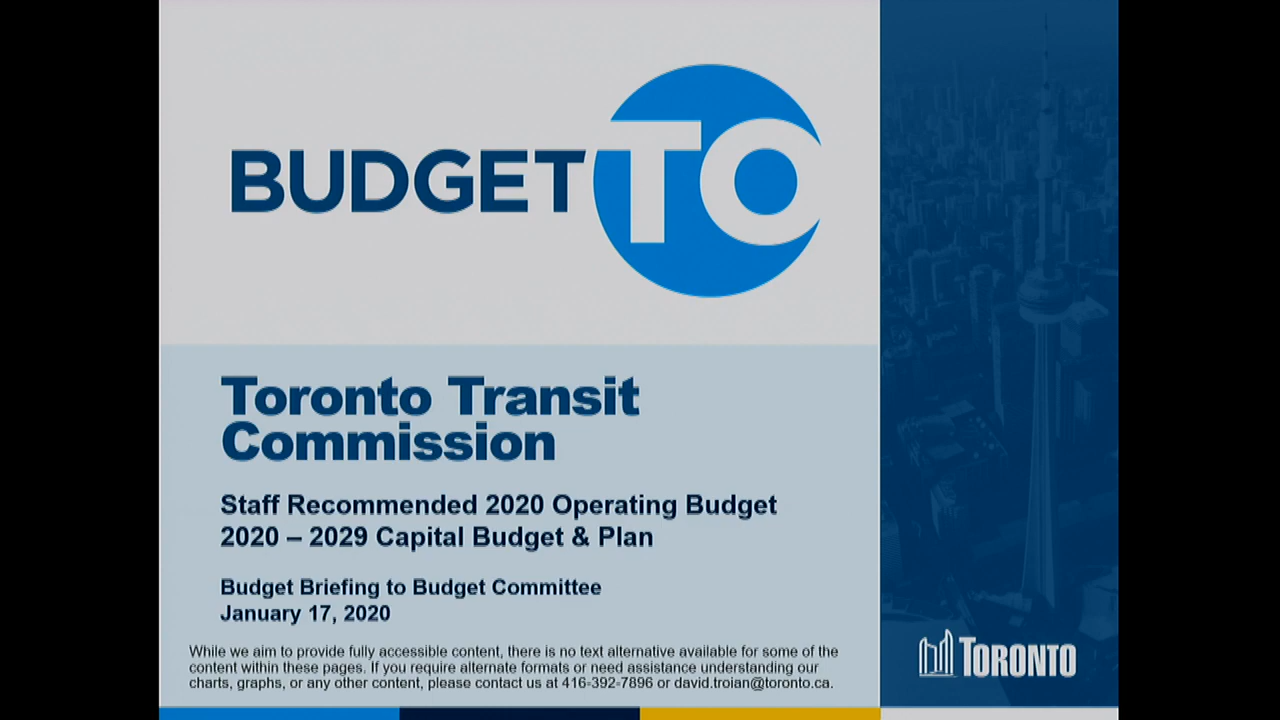 BUDGETTO
Toronto Transit
Commission
Staff Recommended 2020 Operating Budget
2020 – 2029 Capital Budget & Plan
Budget Briefing to Budget Committee
January 17, 2020
While we aim to provide fully accessible content, there is no text alternative available for some of the
content within these pages. If you require alternate formats or need assistance understanding our
charts, graphs, or any other content, please contact us at 416-392-7896 or david.troian@toronto.ca.
TORONTO